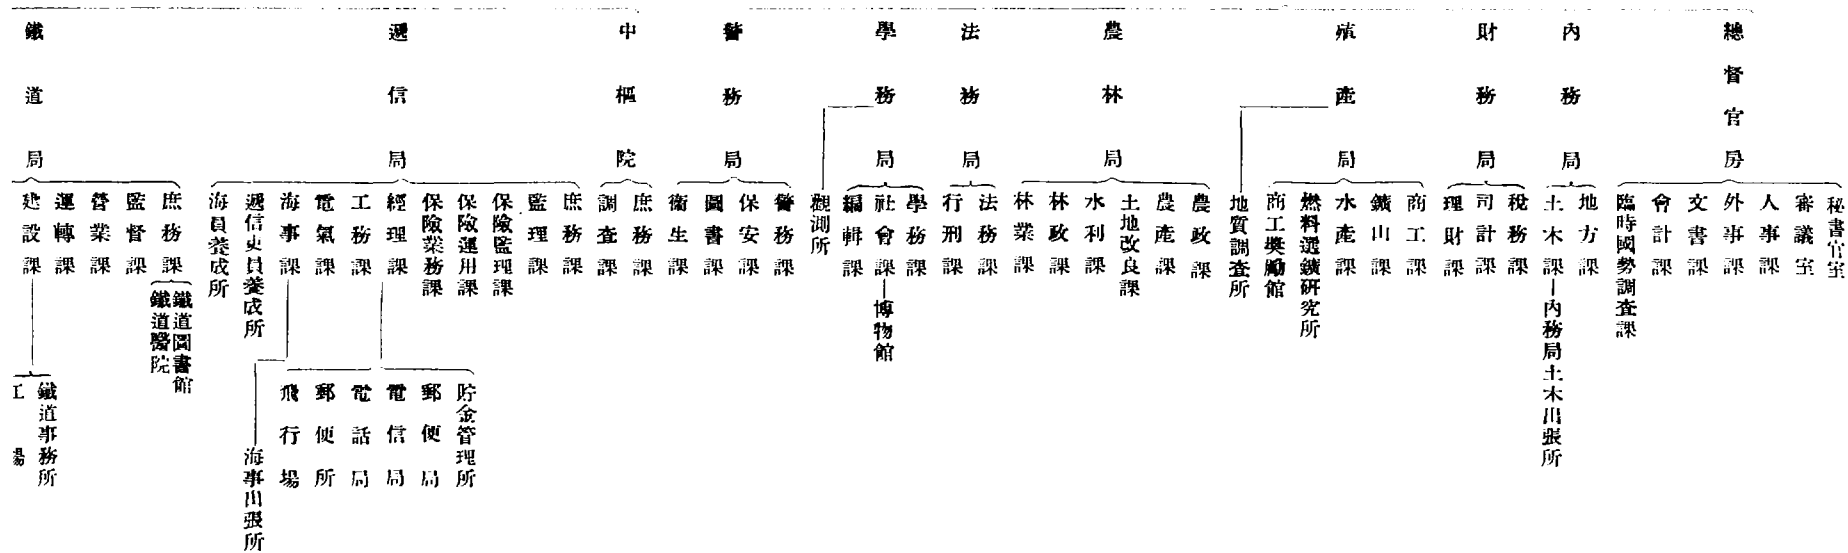 總督官房
秘書官室
審議室
人事課
外事課
文書課
會計課
臨時國勢調査課
內務局
地方課
土木課
內務局土木出張所
財務局
稅務課
司計課
理財課
殖產局
商工課
鑛山課
水產課
燃料選鑛硏究所
商工奬勵館
地質調査所
農林局
農政課
農產課
土地改良課
水利課
林政課
林業課
法務局
法務課
行刑課
學務局
學務課
社會課
博物館
編輯課
觀測所
警務局
警務課
保安課
圖書課
衞生課
中樞院
庶務課
調査課
遞信局
庶務課
監理課
保險監理課
保險運用課
保險業務課
經理課
工務課
電氣課
海事課
遞信吏員養成所
海員養成所
貯金管理所
郵便局
電信局
電話局
郵便所
飛行場
海事出張所
鐵道局
庶務課
鐵道圖書館
鐵道醫院
監督課
營業課
運轉課
建設課
鐵道事務所
工場